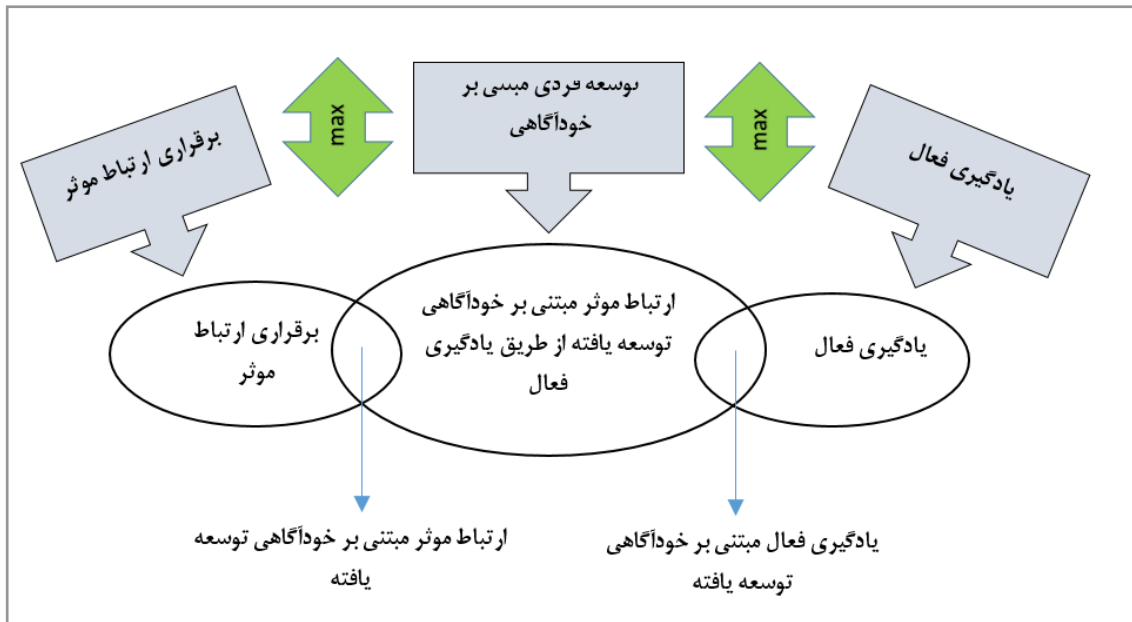 توسعه فردی مبتنی بر
خودآگاهی
max
max
برقراری ارتباط موثر
یادگیری فعال
ارتباط موثر مبتنی بر خودآگاهی
توسعه یافته از طریق یادگیری
فعال
یادگیری فعال
برقراری ارتباط
موثر
یادگیری فعال مبتنی بر خودآگاهی
توسعه یافته
ارتباط موثر مبتنی بر خودآگاهی توسعه
یافته